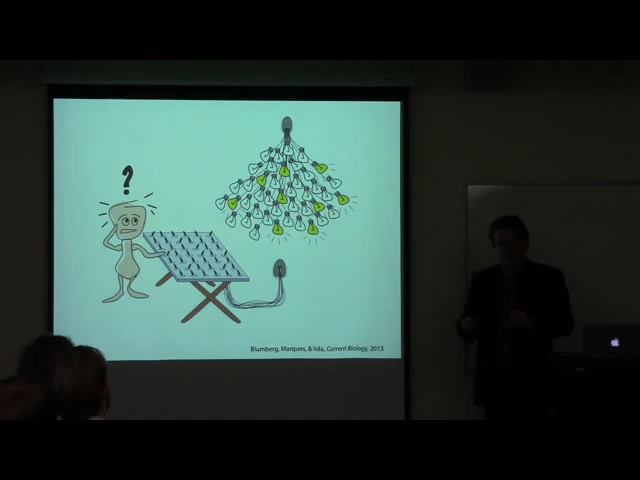 ?
Blumberg, Marques, & Iida, Current Biology, 2013